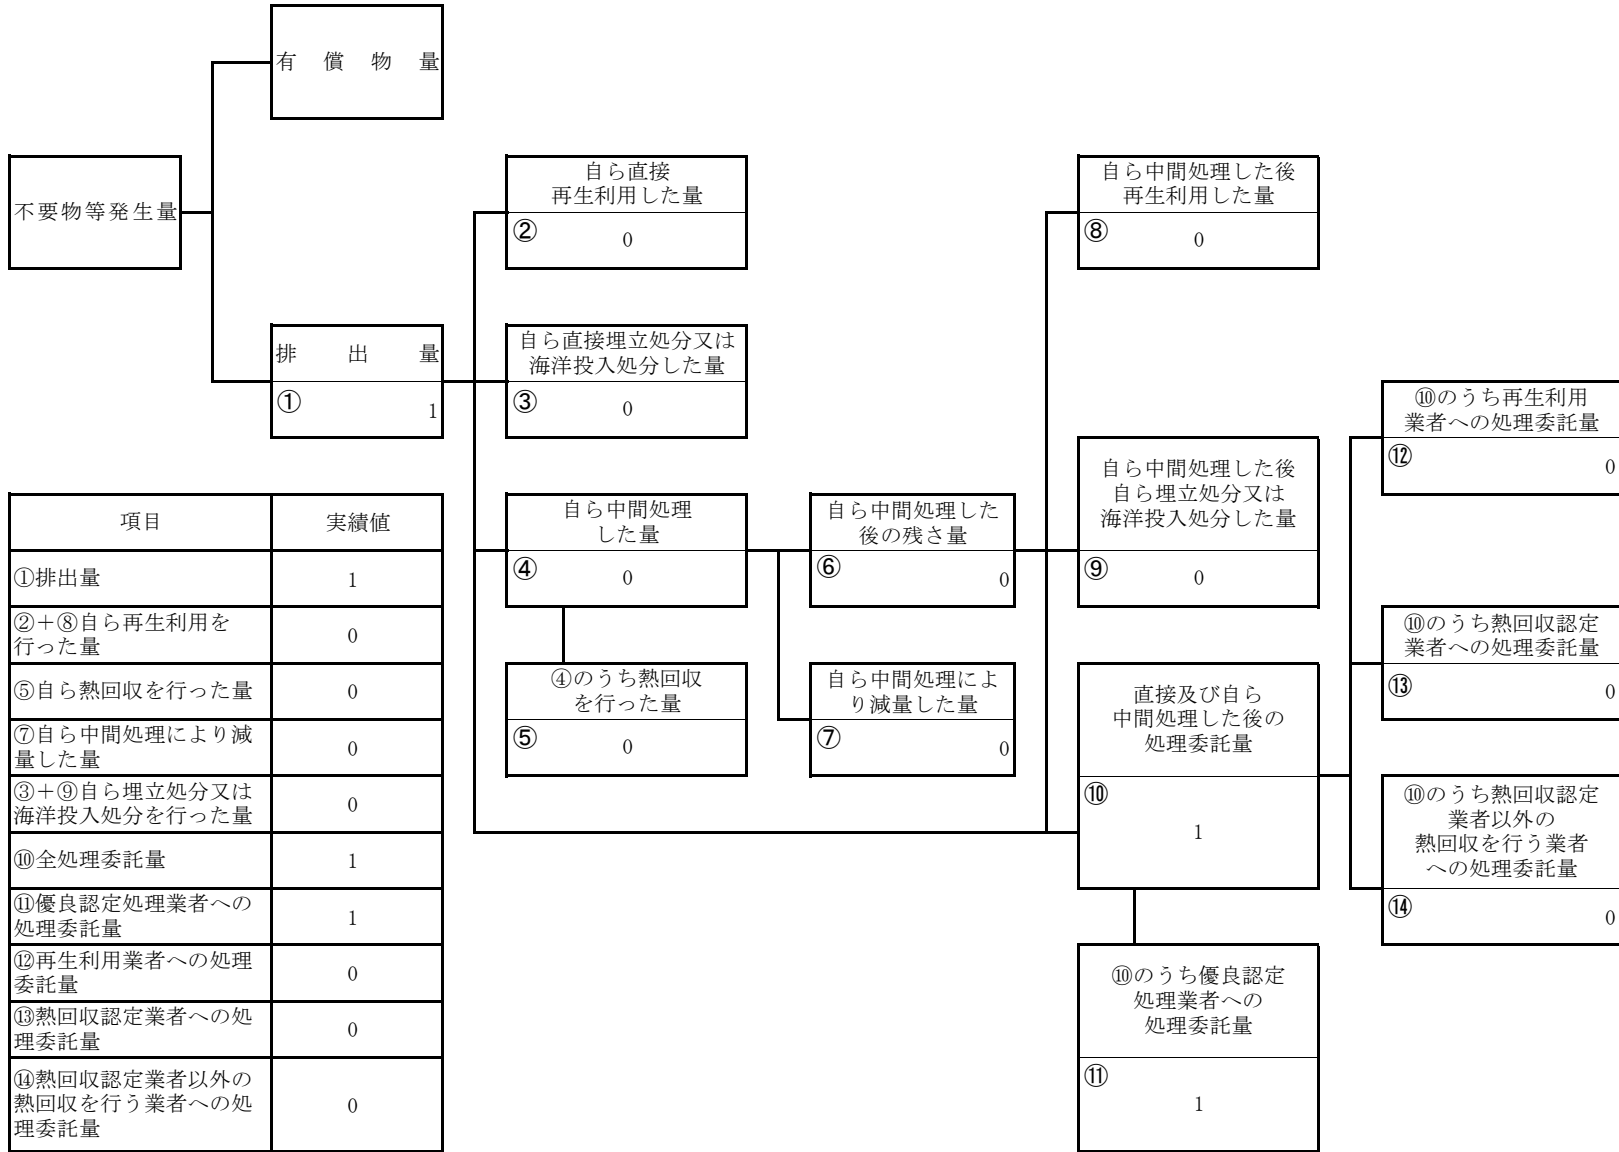 有償物量
不要物等発生量
排出量
①
1
自ら直接
再生利用した量
②
0
自ら直接埋立処分又は
海洋投入処分した量
③
0
自ら中間処理
した量
④
0
④のうち熱回収
を行った量
⑤
0
自ら中間処理した
後の残さ量
⑥
0
自ら中間処理によ
り減量した量
⑦
0
自ら中間処理した後
再生利用した量
⑧
0
自ら中間処理した後
自ら埋立処分又は
海洋投入処分した量
⑨
0
直接及び自ら
中間処理した後の
処理委託量
⑩
1
⑩のうち優良認定
処理業者への
処理委託量
⑪
1
⑩のうち再生利用
業者への処理委託量
⑫
0
⑩のうち熱回収認定
業者への処理委託量
⑬
0
⑩のうち熱回収認定
業者以外の
熱回収を行う業者
への処理委託量
⑭
0
項目
実績値
①排出量
1
②+⑧自ら再生利用を
行った量
0
⑤自ら熱回収を行った量
0
⑦自ら中間処理により減
量した量
0
③+⑨自ら埋立処分又は
海洋投入処分を行った量
0
⑩全処理委託量
1
⑪優良認定処理業者への
処理委託量
1
⑫再生利用業者への処理
委託量
0
⑬熱回収認定業者への処
理委託量
0
⑭熱回収認定業者以外の
熱回収を行う業者への処
理委託量
0